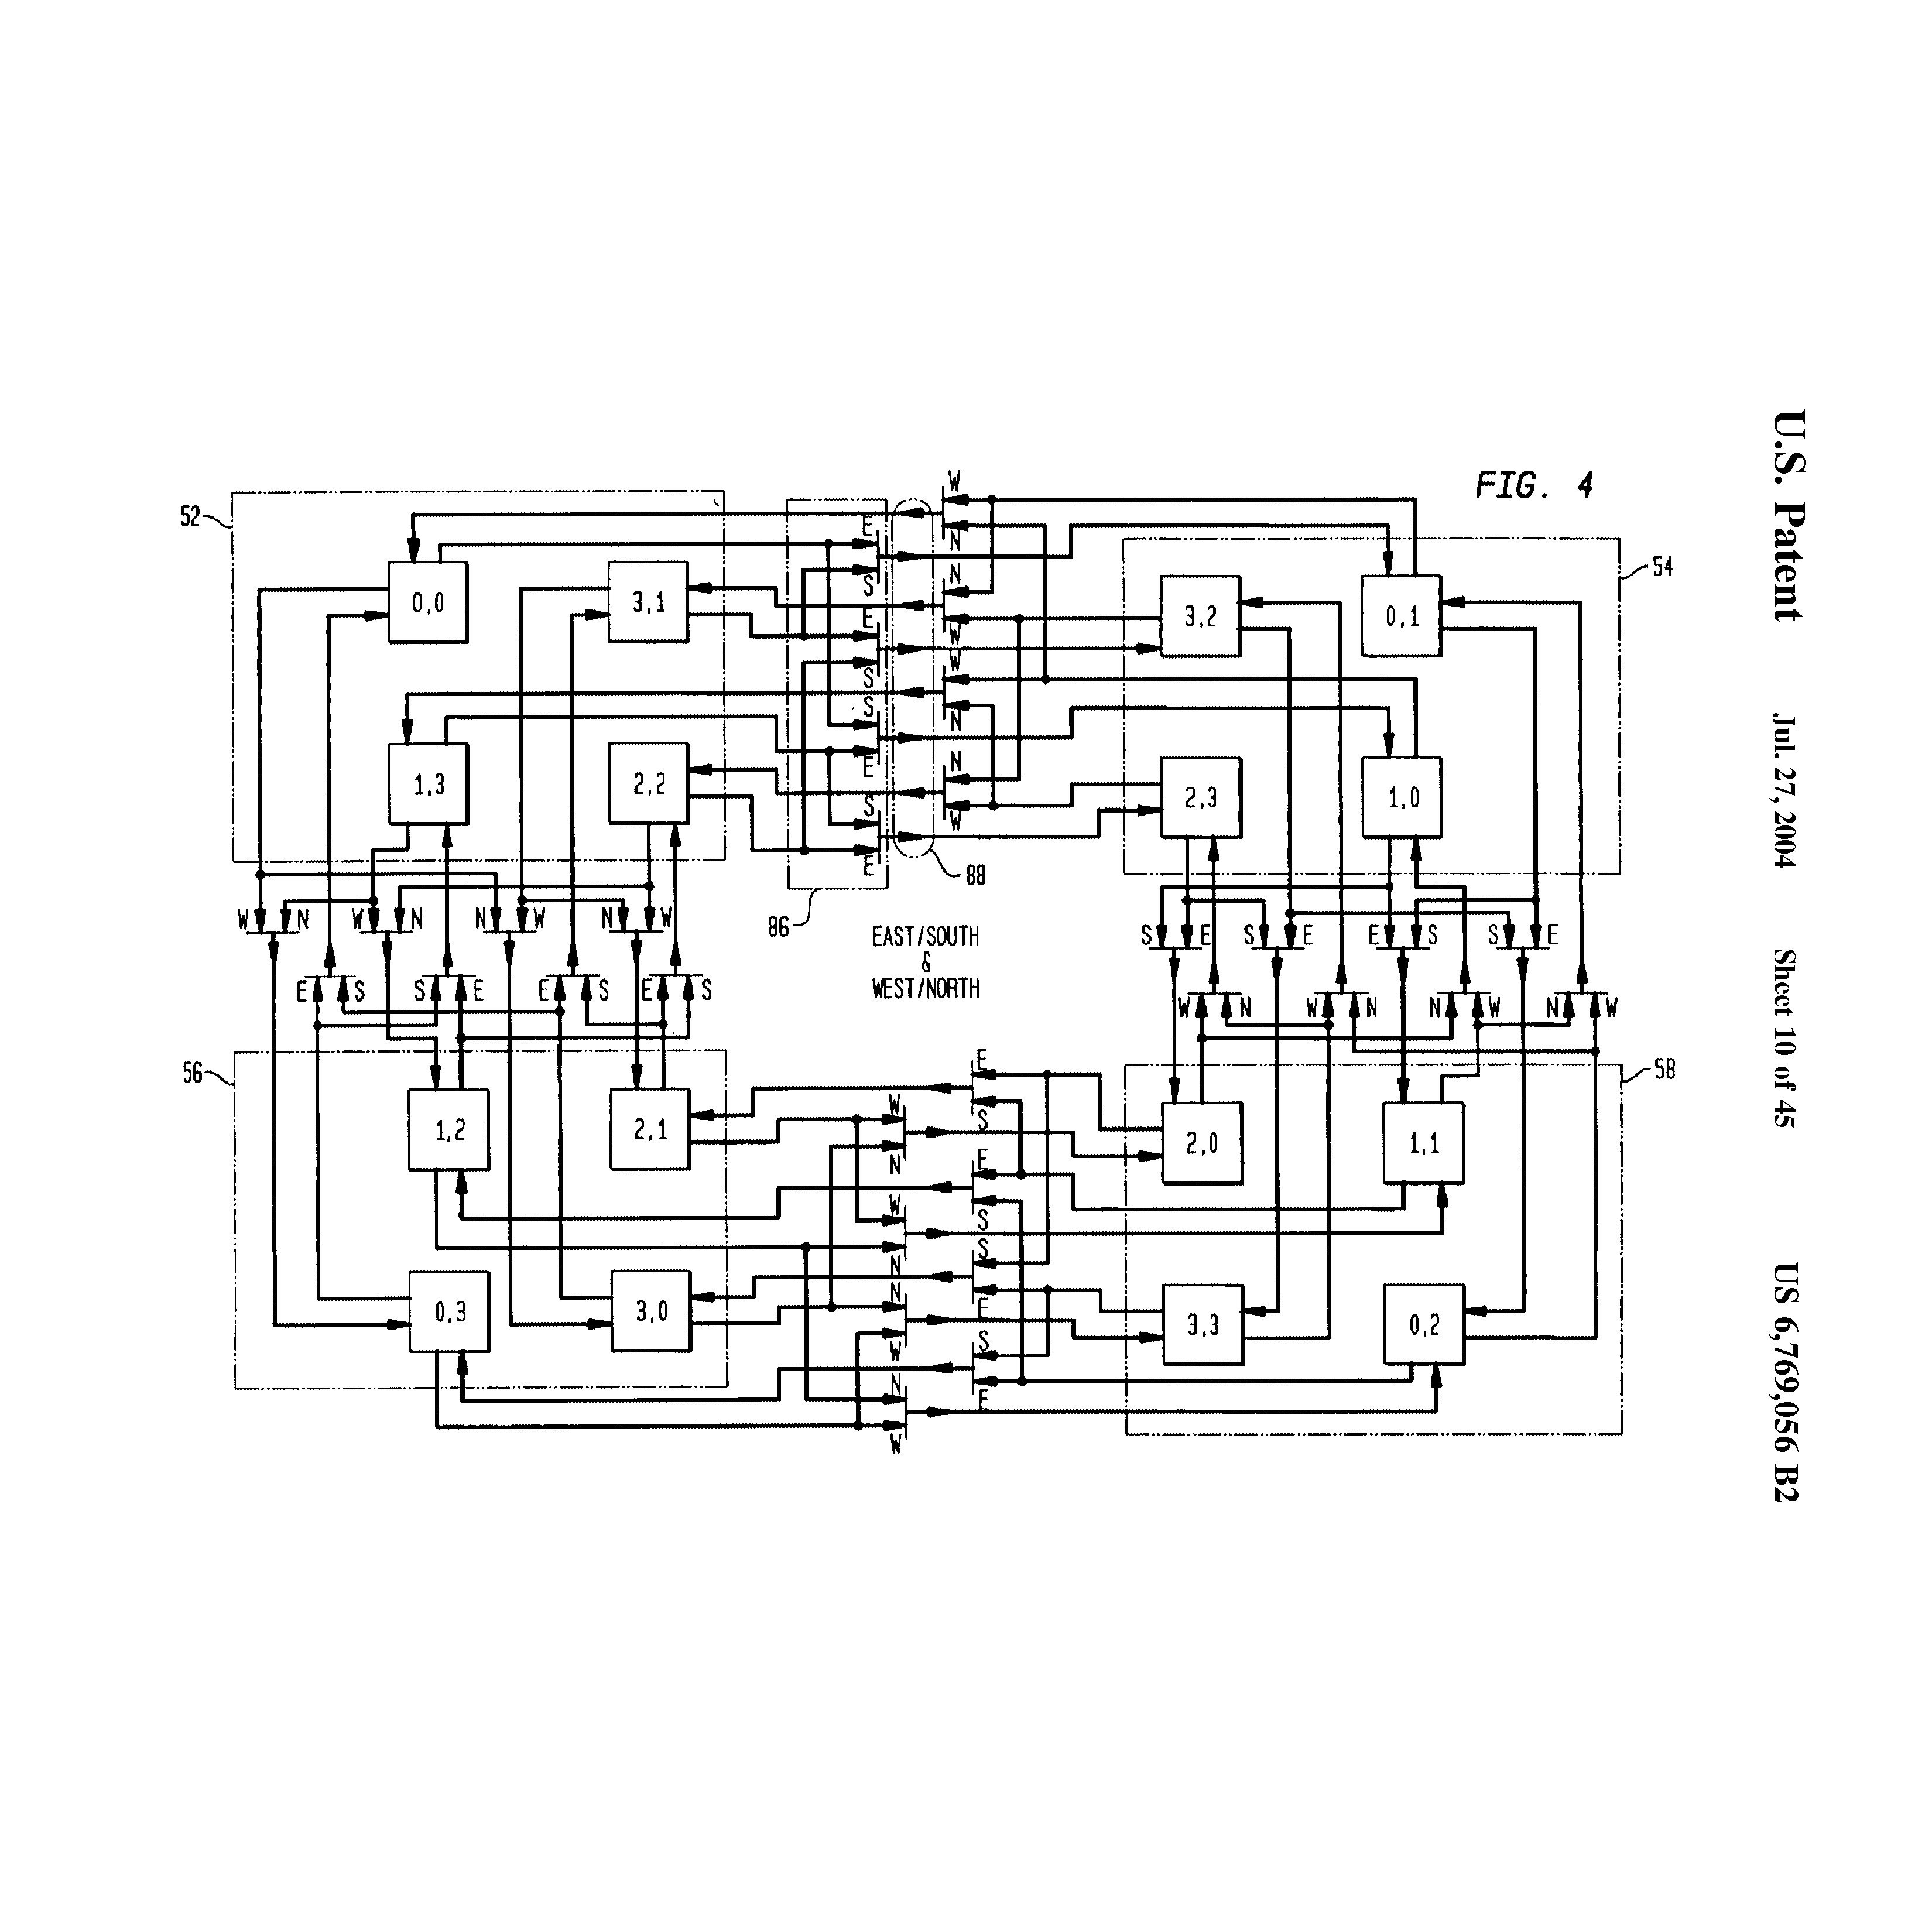 U.S. Patent Jul. 27, 2004 Sheet 10 of 45 US 6,769,056 B2
FIG. 4
52
54
W
E
N
S
N
0,0
3,1
3,2
0,1
E
W
S
W
S
N
E
N
1,3
2,2
2,3
1,0
S
W
E
88
86
W N W N N W N W
S E S E E S S E
EAST/SOUTH
&
WEST/NORTH
E S S E E S E S
W N W N N W N W
56
58
E
W
S
N
1,2
2,1
2,0
1,1
E
W
S
S
N
N
E
0,3
3,0
3,3
0,2
W
S
N
E
W